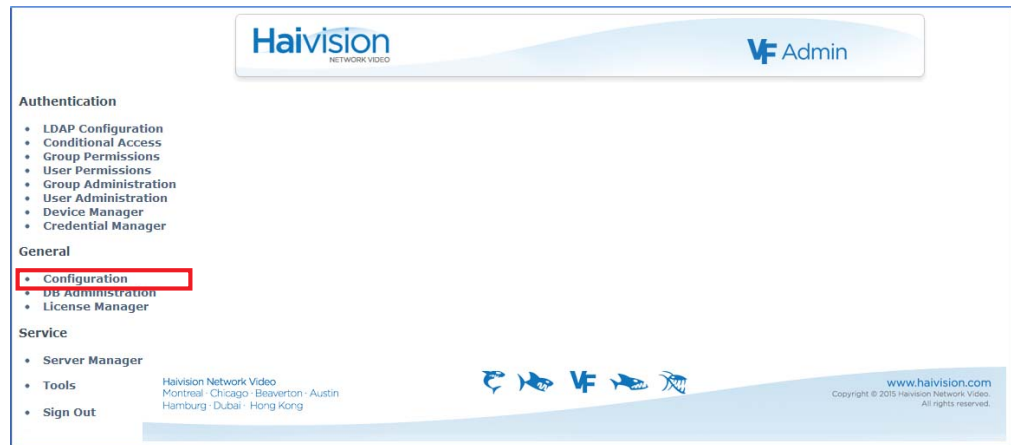 Haivision
NETWORK VIDEO
VF Admin
Authentication
• LDAP Configuration
• Conditional Access
• Group Permissions
• User Permissions
• Group Administration
• User Administration
• Device Manager
• Credential Manager
General
• Configuration
• DB Administration
• License Manager
Service
• Server Manager
• Tools
• Sign Out
Haivision Network Video
Montreal · Chicago · Beaverton · Austin
Hamburg · Dubai · Hong Kong
VF
www.haivision.com
Copyright © 2015 Haivision Network Video.
All rights reserved.